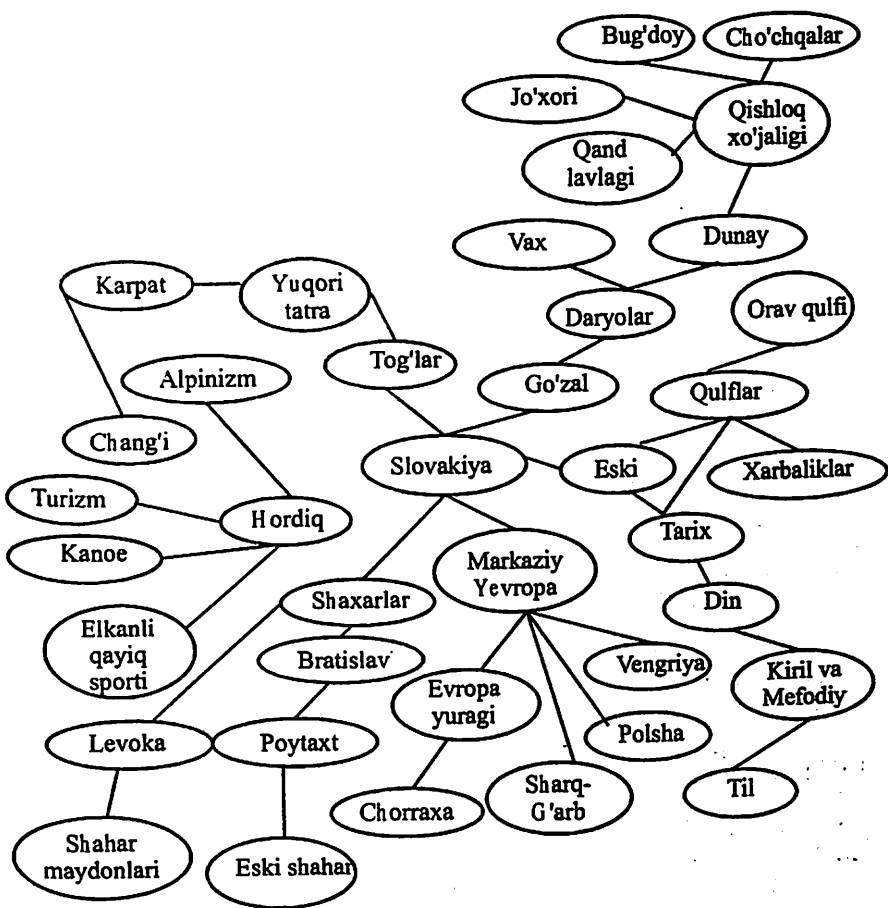 Bug'doy
Cho'chqalar
Jo'xori
Qishloq
xo'jaligi
Qand
lavlagi
Vax
Dunay
Karpat
Yuqori
tatra
Daryolar
Orav qulfi
Tog'lar
Alpinizm
Go'zal
Qulflar
Chang'i
Slovakiya
Eski
Xarbaliklar
Turizm
Hordiq
Kanoe
Tarix
Markaziy
Yevropa
Shaxarlar
Din
Elkanli
qayiq
sporti
Bratislav
Vengriya
Kiril va
Mefodiy
Evropa
yuragi
Levoka
Poytaxt
Polsha
Sharq-
G'arb
Til
Chorraxa
Shahar
maydonlari
Eski shahar